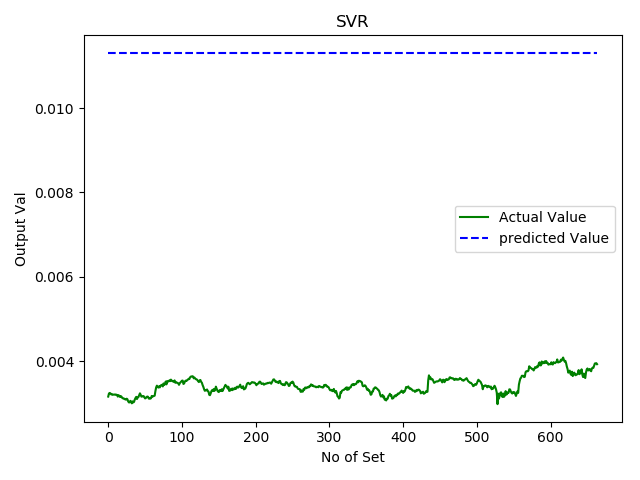 SVR
0.010
0.008
0.006
0.004
Output Val
Actual Value
predicted Value
0 100 200 300 400 500 600
No of Set